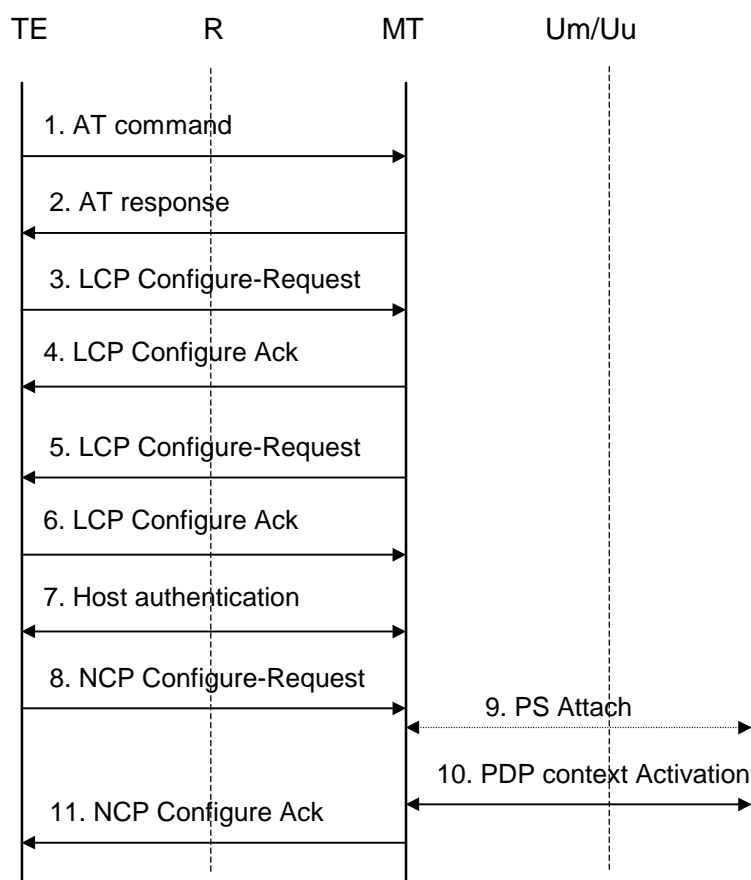 TE R MT Um/Uu
1. AT command
2. AT response
3. LCP Configure-Request
4. LCP Configure Ack
5. LCP Configure-Request
6. LCP Configure Ack
7. Host authentication
8. NCP Configure-Request
9. PS Attach
10. PDP context Activation
11. NCP Configure Ack